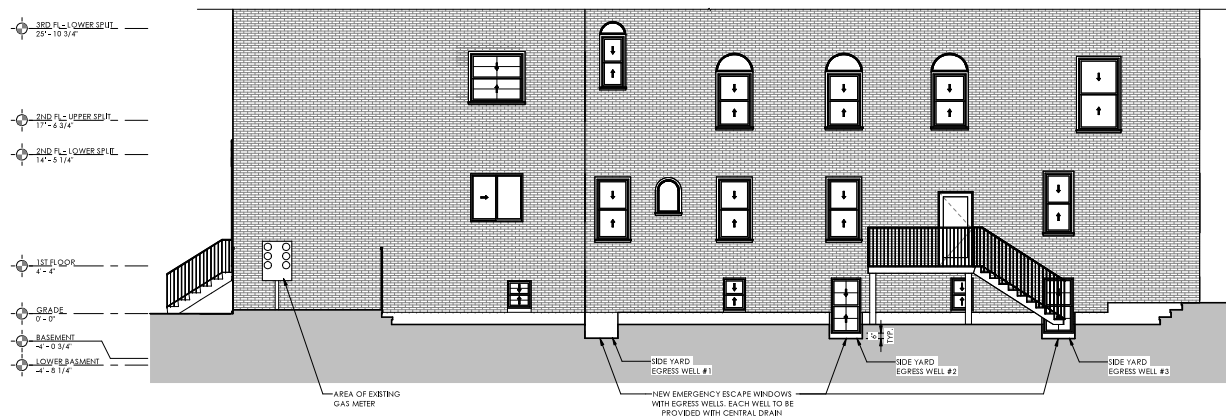 3RD FL - LOWER SPLIT
25' - 10 3/4"
2ND FL - UPPER SPLIT
17' - 6 3/4"
2ND FL - LOWER SPLIT
14' - 5 1/4"
1ST FLOOR
4' - 4"
GRADE
0' - 0"
BASEMENT
-4' - 0 3/4"
LOWER BASMENT
-4' - 8 1/4"
AREA OF EXISTING
GAS METER
SIDE YARD
EGRESS WELL #1
6"
TYP.
SIDE YARD
EGRESS WELL #2
SIDE YARD
EGRESS WELL #3
NEW EMERGENCY ESCAPE WINDOWS
WITH EGRESS WELLS. EACH WELL TO BE
PROVIDED WITH CENTRAL DRAIN